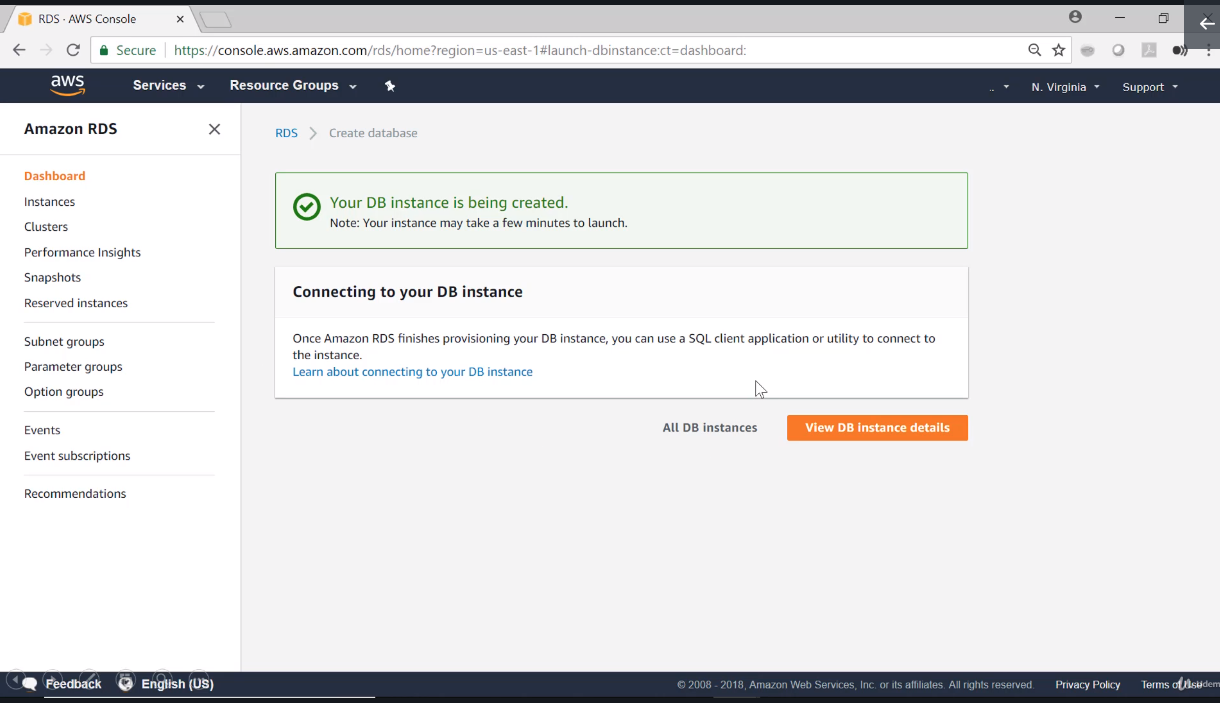 RDS · AWS Console
Secure
https://console.aws.amazon.com/rds/home?region=us-east-1#launch-dbinstance:ct=dashboard:
aws
Services
Resource Groups
..
N. Virginia
Support
Amazon RDS
RDS
Create database
Dashboard
Instances
Clusters
Performance Insights
Snapshots
Reserved instances
Subnet groups
Parameter groups
Option groups
Events
Event subscriptions
Recommendations
Your DB instance is being created.
Note: Your instance may take a few minutes to launch.
Connecting to your DB instance
Once Amazon RDS finishes provisioning your DB instance, you can use a SQL client application or utility to connect to
the instance.
Learn about connecting to your DB instance
All DB instances
View DB instance details
Feedback
English (US)
© 2008 - 2018, Amazon Web Services, Inc. or its affiliates. All rights reserved.
Privacy Policy
Terms of Use